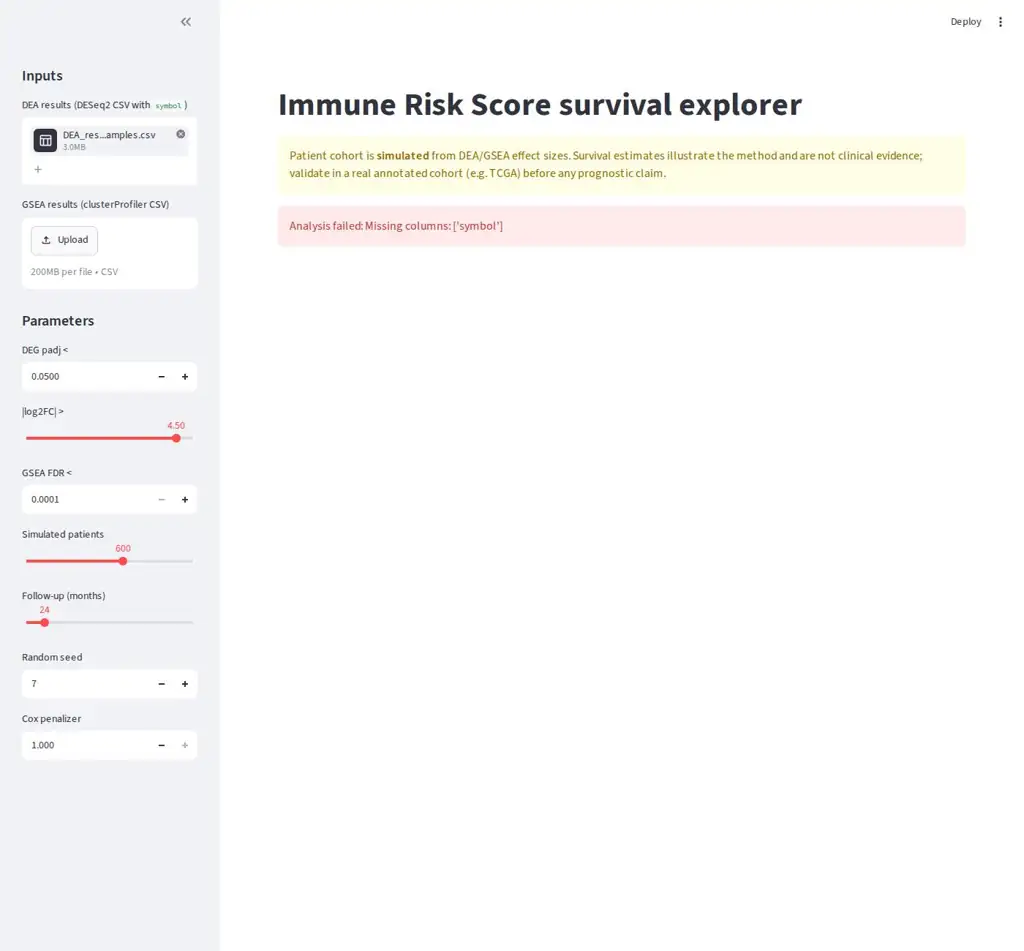 Deploy
Inputs
DEA results (DESeq2 CSV with symbol)
DEA_res...amples.csv
3.0MB
GSEA results (clusterProfiler CSV)
Upload
200MB per file • CSV
Parameters
DEG padj <
0.0500
|log2FC| >
4.50
GSEA FDR <
0.0001
Simulated patients
600
Follow-up (months)
24
Random seed
7
Cox penalizer
1.000
Immune Risk Score survival explorer
Patient cohort is simulated from DEA/GSEA effect sizes. Survival estimates illustrate the method and are not clinical evidence;
validate in a real annotated cohort (e.g. TCGA) before any prognostic claim.
Analysis failed: Missing columns: ['symbol']